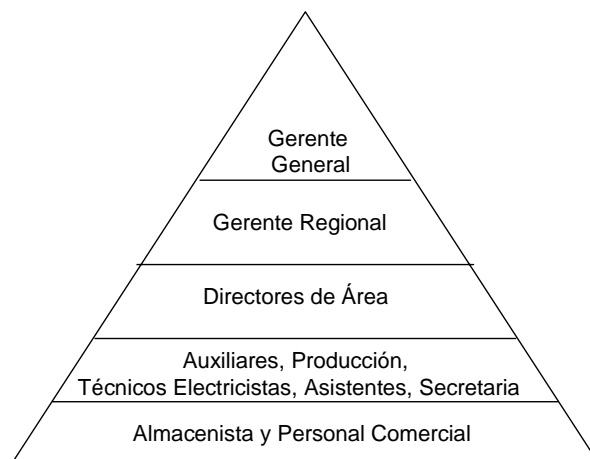 Gerente
General
Gerente Regional
Directores de Área
Auxiliares, Producción,
Técnicos Electricistas, Asistentes, Secretaria
Almacenista y Personal Comercial